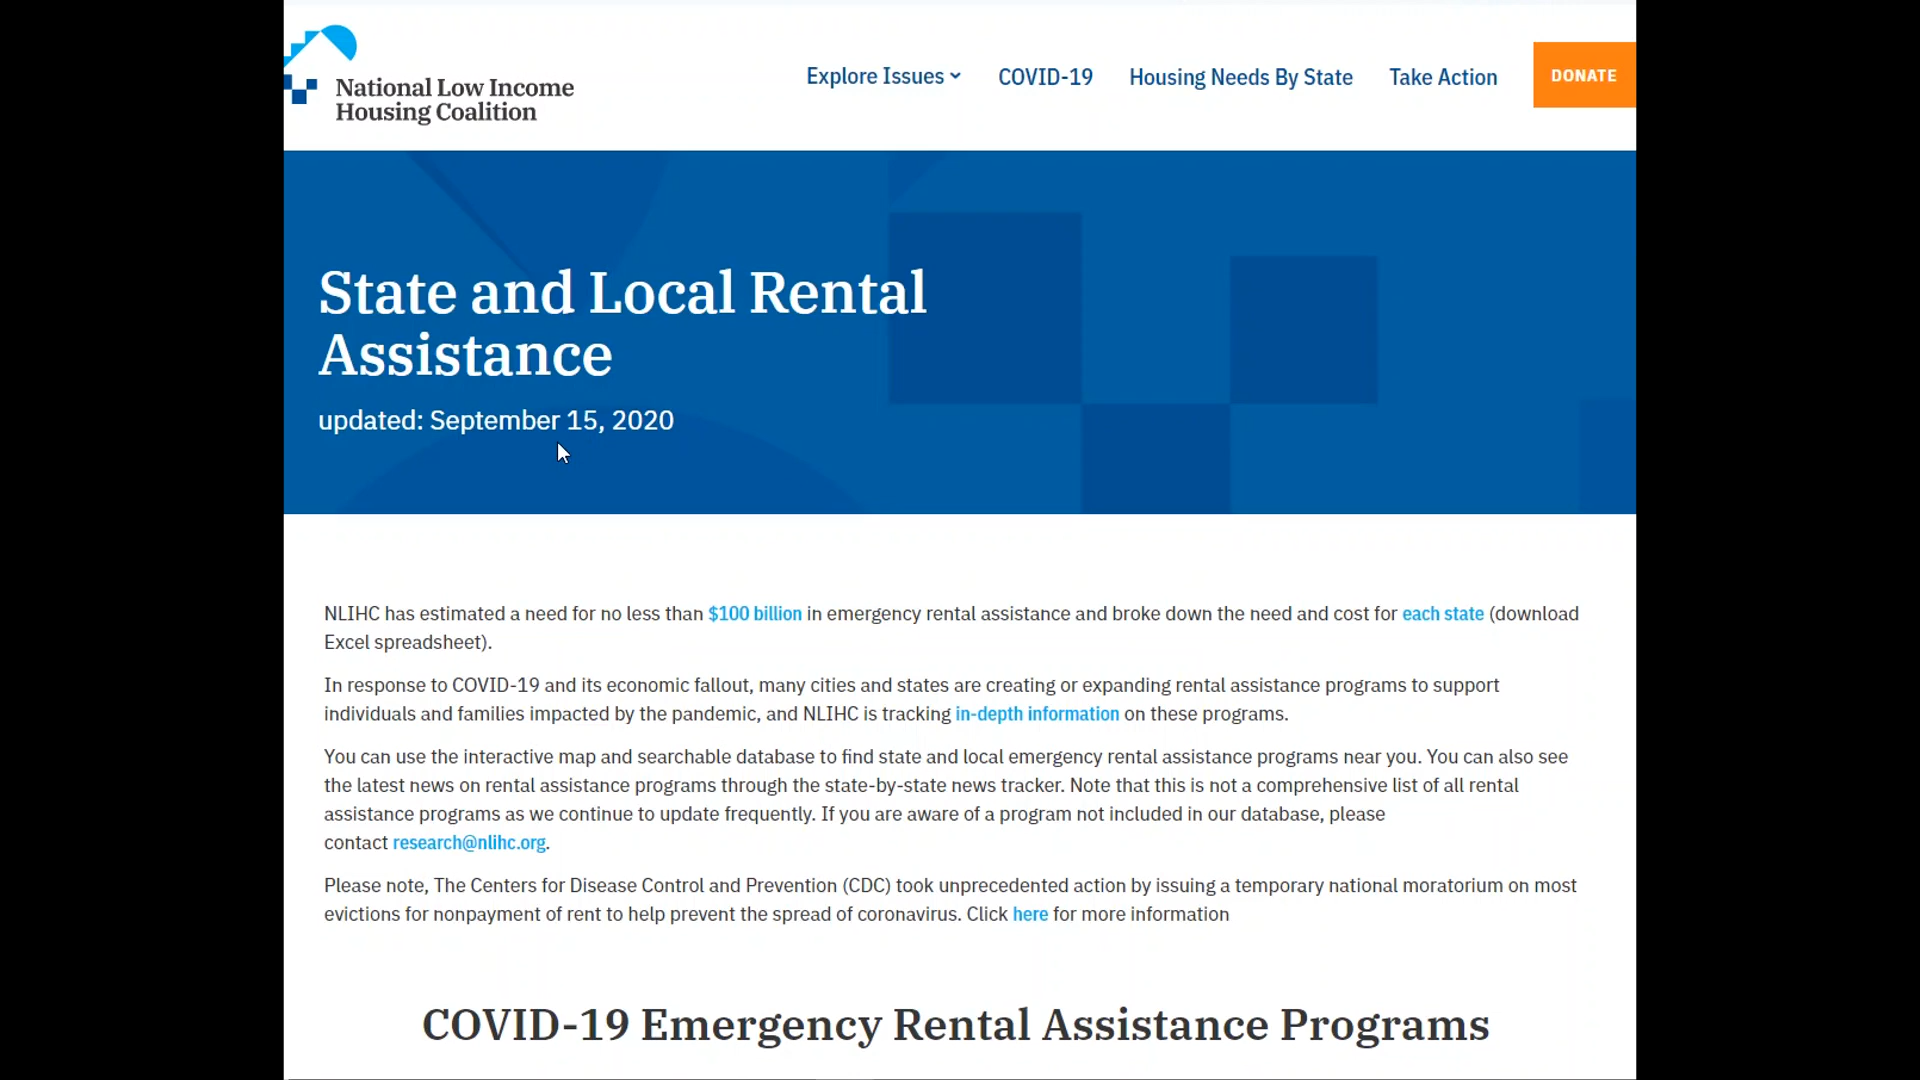 National Low Income
Housing Coalition
Explore Issues
COVID-19
Housing Needs By State
Take Action
DONATE
State and Local Rental
Assistance
updated: September 15, 2020
NLIHC has estimated a need for no less than $100 billion in emergency rental assistance and broke down the need and cost for each state (download
Excel spreadsheet).
In response to COVID-19 and its economic fallout, many cities and states are creating or expanding rental assistance programs to support
individuals and families impacted by the pandemic, and NLIHC is tracking in-depth information on these programs.
You can use the interactive map and searchable database to find state and local emergency rental assistance programs near you. You can also see
the latest news on rental assistance programs through the state-by-state news tracker. Note that this is not a comprehensive list of all rental
assistance programs as we continue to update frequently. If you are aware of a program not included in our database, please
contact research@nlihc.org.
Please note, The Centers for Disease Control and Prevention (CDC) took unprecedented action by issuing a temporary national moratorium on most
evictions for nonpayment of rent to help prevent the spread of coronavirus. Click here for more information
COVID-19 Emergency Rental Assistance Programs